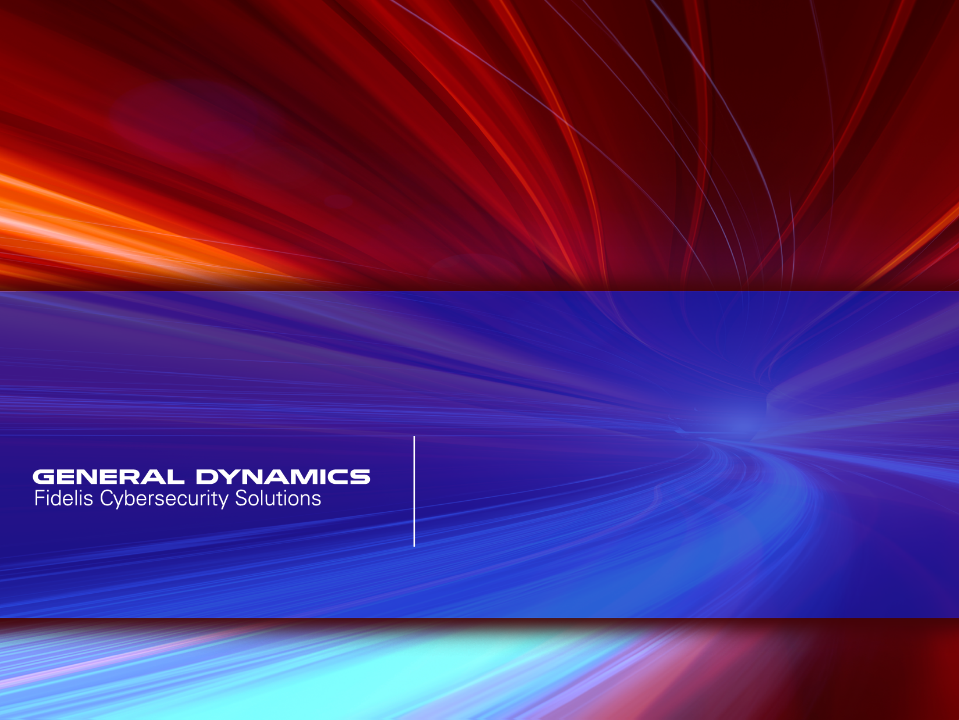 GENERAL DYNAMICS
Fidelis Cybersecurity Solutions